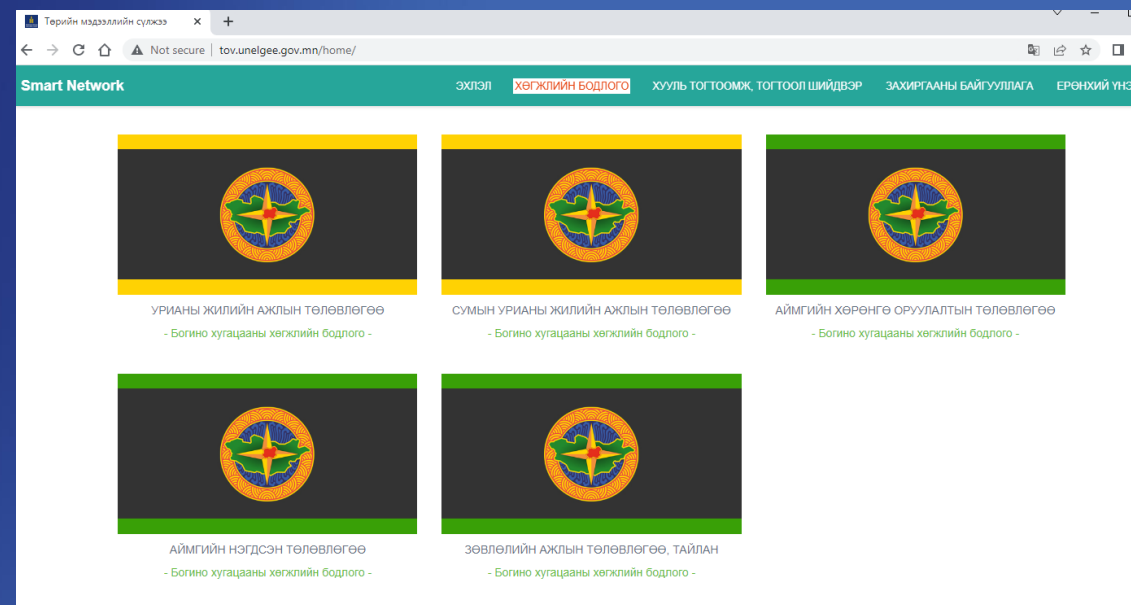 Төрийн мэдээллийн сүлжээ
Not secure | tov.unelgee.gov.mn/home/
Smart Network
ЭХЛЭЛ ХӨГЖЛИЙН БОДЛОГО ХУУЛЬ ТОГТООМЖ, ТОГТООЛ ШИЙДВЭР ЗАХИРГААНЫ БАЙГУУЛЛАГА ЕРӨНХИЙ ҮНЭ
УРИАНЫ ЖИЛИЙН АЖЛЫН ТӨЛӨВЛӨГӨӨ
- Богино хугацааны хөгжлийн бодлого -
СУМЫН УРИАНЫ ЖИЛИЙН АЖЛЫН ТӨЛӨВЛӨГӨӨ
- Богино хугацааны хөгжлийн бодлого -
АЙМГИЙН ХӨРӨНГӨ ОРУУЛАЛТЫН ТӨЛӨВЛӨГӨӨ
- Богино хугацааны хөгжлийн бодлого -
АЙМГИЙН НЭГДСЭН ТӨЛӨВЛӨГӨӨ
- Богино хугацааны хөгжлийн бодлого -
ЗӨВЛӨЛИЙН АЖЛЫН ТӨЛӨВЛӨГӨӨ, ТАЙЛАН
- Богино хугацааны хөгжлийн бодлого -